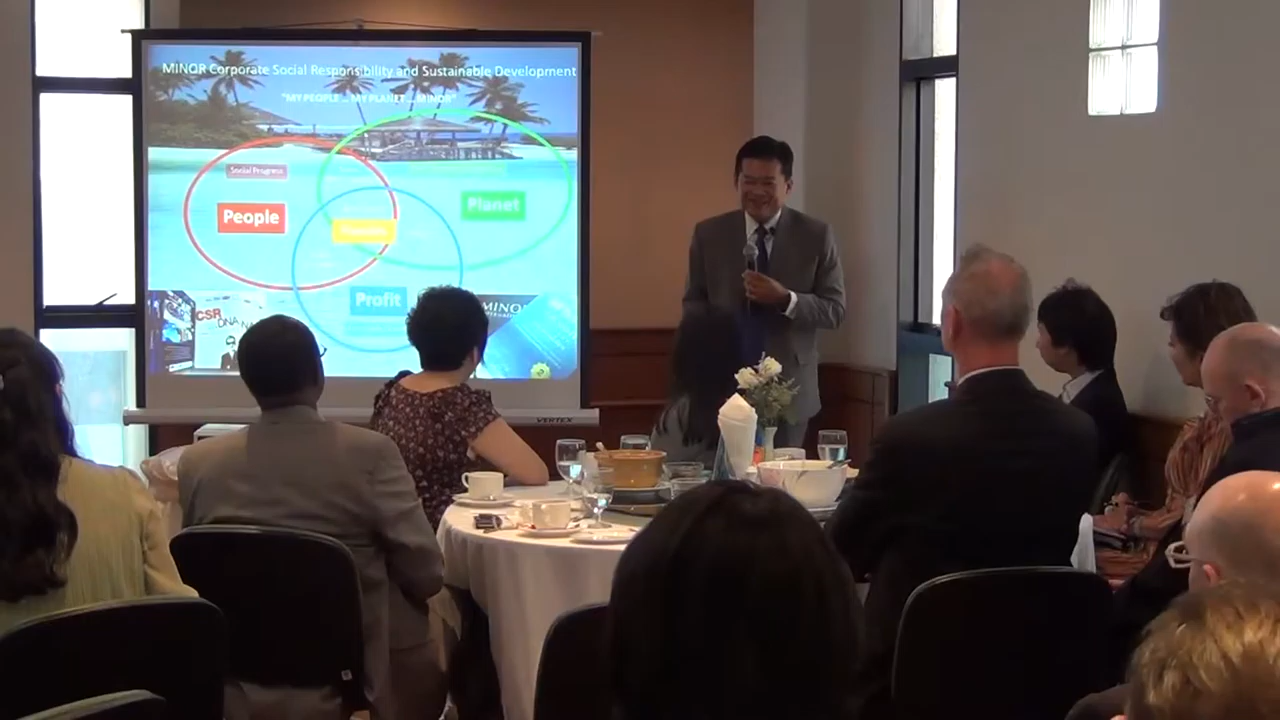 MINOR Corporate Social Responsibility and Sustainable Development
"MY PEOPLE ... MY PLANET ... MINOR"
Social Progress
People
Planet
Profit
CSR
DNA
MINOR
VERTEX